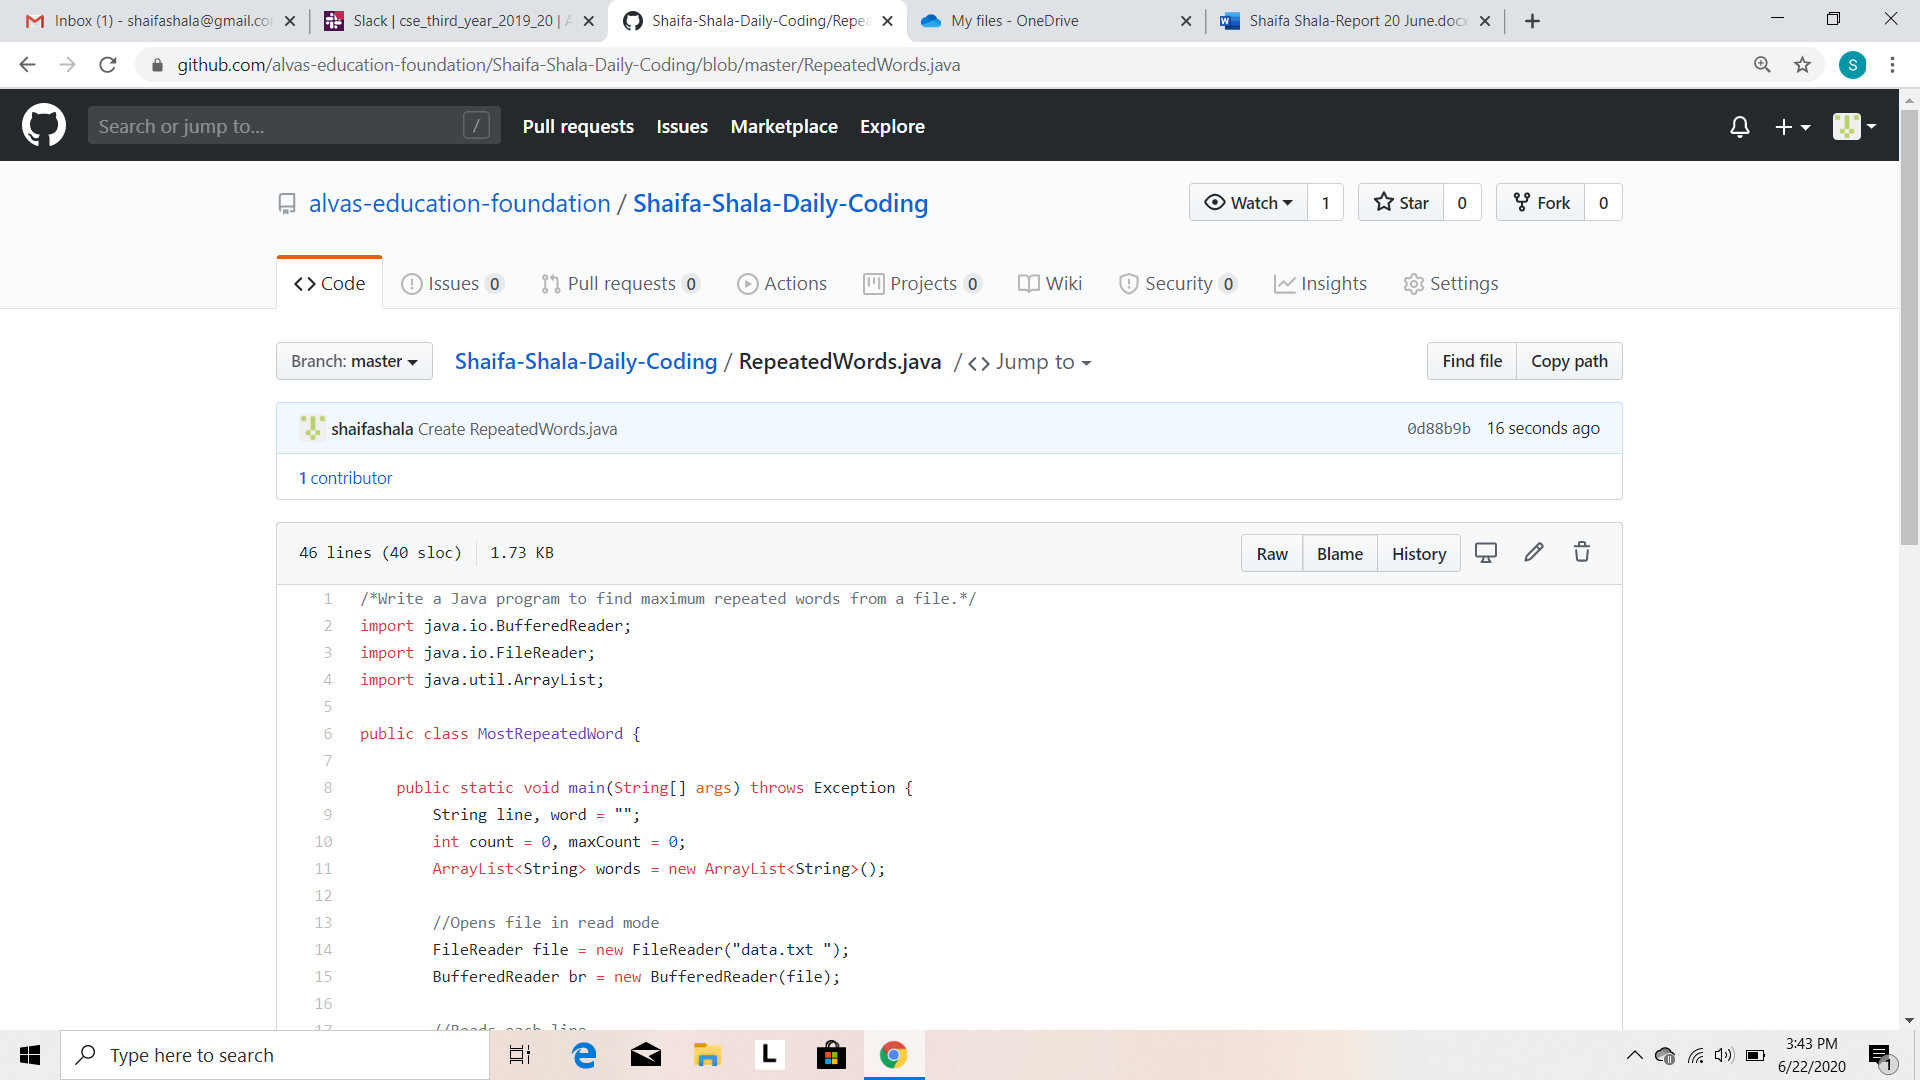 Inbox (1) - shaifashala@gmail.co
Slack | cse_third_year_2019_20 | A
Shaifa-Shala-Daily-Coding/Repea
My files - OneDrive
Shaifa Shala-Report 20 June.docx
github.com/alvas-education-foundation/Shaifa-Shala-Daily-Coding/blob/master/RepeatedWords.java
S
Search or jump to...
/
Pull requests
Issues
Marketplace
Explore
alvas-education-foundation / Shaifa-Shala-Daily-Coding
Watch 1
Star 0
Fork 0
Code
Issues 0
Pull requests 0
Actions
Projects 0
Wiki
Security 0
Insights
Settings
Branch: master
Shaifa-Shala-Daily-Coding / RepeatedWords.java / <> Jump to
Find file
Copy path
shaifashala Create RepeatedWords.java
0d88b9b 16 seconds ago
1 contributor
46 lines (40 sloc) 1.73 KB
Raw
Blame
History
1 /*Write a Java program to find maximum repeated words from a file.*/
2 import java.io.BufferedReader;
3 import java.io.FileReader;
4 import java.util.ArrayList;
5
6 public class MostRepeatedWord {
7
8 public static void main(String[] args) throws Exception {
9 String line, word = "";
10 int count = 0, maxCount = 0;
11 ArrayList<String> words = new ArrayList<String>();
12
13 //Opens file in read mode
14 FileReader file = new FileReader("data.txt ");
15 BufferedReader br = new BufferedReader(file);
16
17 //Reads each line
Type here to search
L
3:43 PM
6/22/2020
1